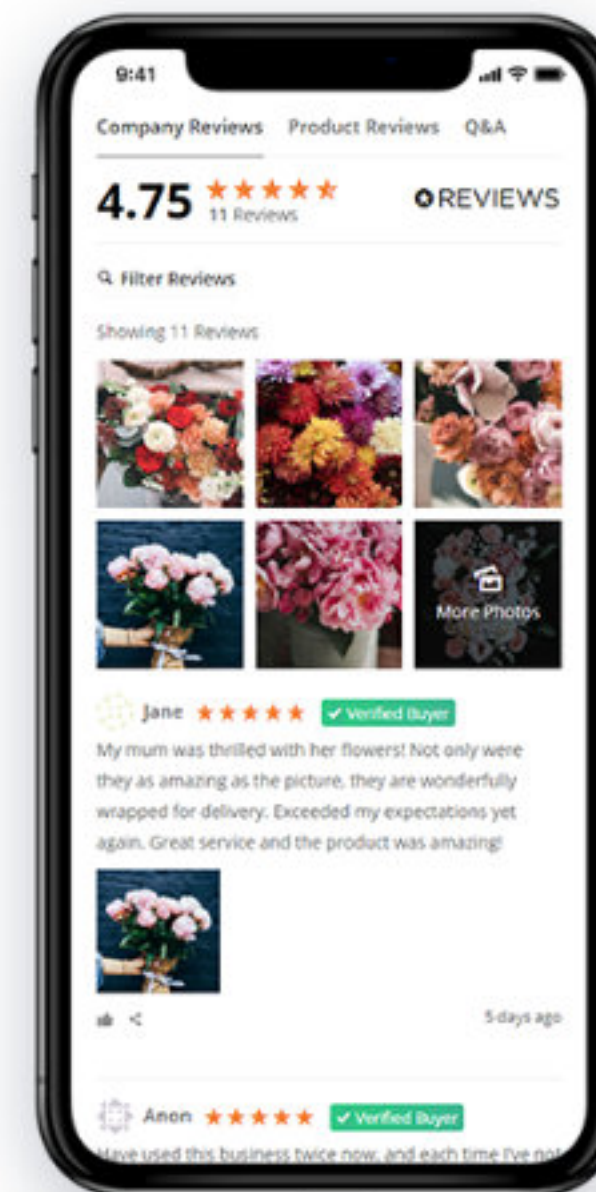 9:41
Company Reviews Product Reviews Q&A
4.75
11 Reviews
REVIEWS
Filter Reviews
Showing 11 Reviews
More Photos
Jane Verified Buyer
My mum was thrilled with her flowers! Not only were
they as amazing as the picture, they are wonderfully
wrapped for delivery. Exceeded my expectations yet
again. Great service and the product was amazing!
5 days ago
Anon Verified Buyer
Have used this business twice now, and each time I've not